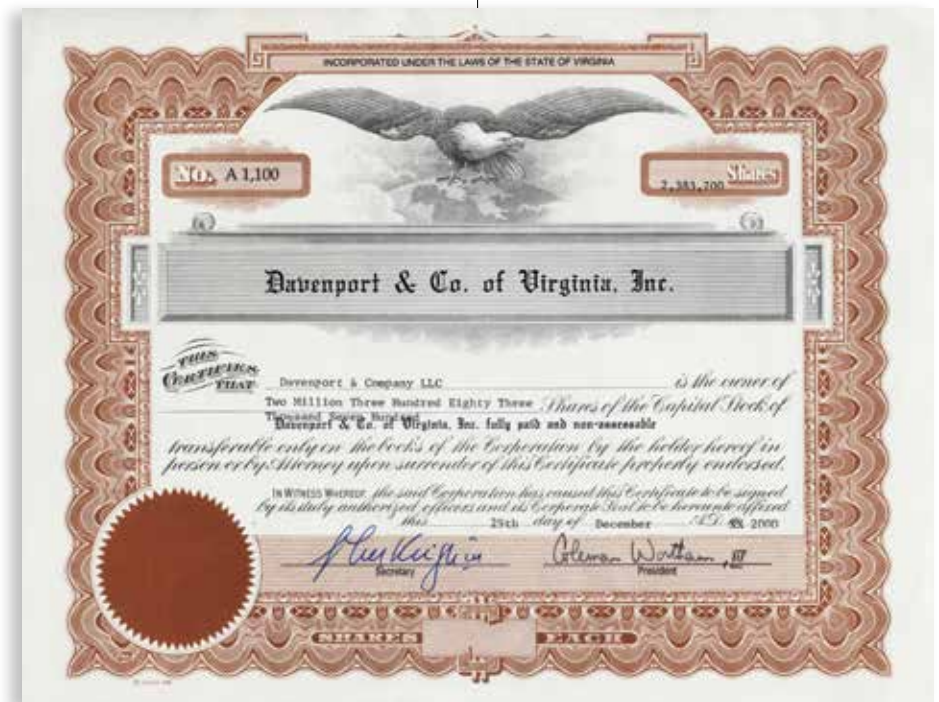 INCORPORATED UNDER THE LAWS OF THE STATE OF VIRGINIA
No. A 1,100
2,383,700 Shares
Davenport & Co. of Virginia, Inc.
THIS CERTIFIES THAT Davenport & Company LLC is the owner of
Two Million Three Hundred Eighty Three Shares of the Capital Stock of
Thousand Seven Hundred
Davenport & Co. of Virginia, Inc. fully paid and non-assessable
transferable only on the books of the Corporation by the holder hereof in
person or by Attorney upon surrender of this Certificate properly endorsed.
IN WITNESS WHEREOF, the said Corporation has caused this Certificate to be signed
by its duly authorized officers and its Corporate Seal to be hereunto affixed
this 29th day of December A.D. 2000
Coleman Wortham, III
Secretary President
SHARES EACH